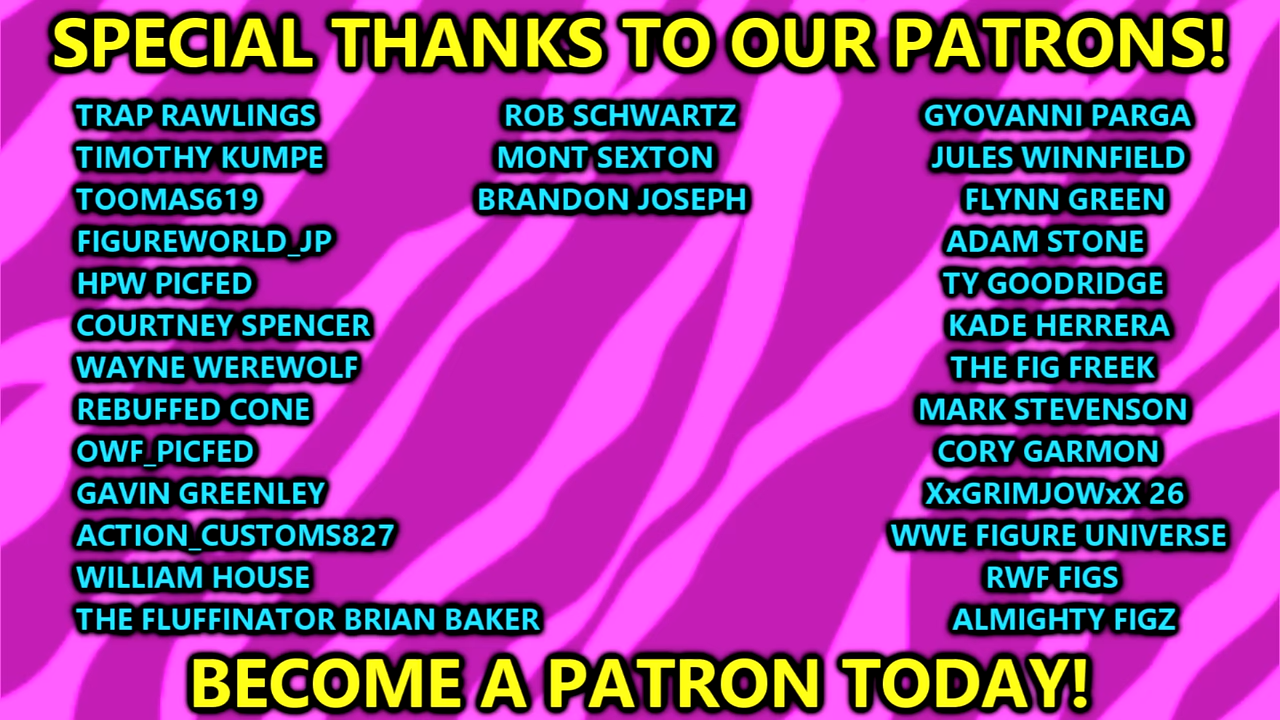 SPECIAL THANKS TO OUR PATRONS!
TRAP RAWLINGS
TIMOTHY KUMPE
TOOMAS619
FIGUREWORLD_JP
HPW PICFED
COURTNEY SPENCER
WAYNE WEREWOLF
REBUFFED CONE
OWF_PICFED
GAVIN GREENLEY
ACTION_CUSTOMS827
WILLIAM HOUSE
THE FLUFFINATOR BRIAN BAKER
ROB SCHWARTZ
MONT SEXTON
BRANDON JOSEPH
GYOVANNI PARGA
JULES WINNFIELD
FLYNN GREEN
ADAM STONE
TY GOODRIDGE
KADE HERRERA
THE FIG FREEK
MARK STEVENSON
CORY GARMON
XxGRIMJOWxX 26
WWE FIGURE UNIVERSE
RWF FIGS
ALMIGHTY FIGZ
BECOME A PATRON TODAY!